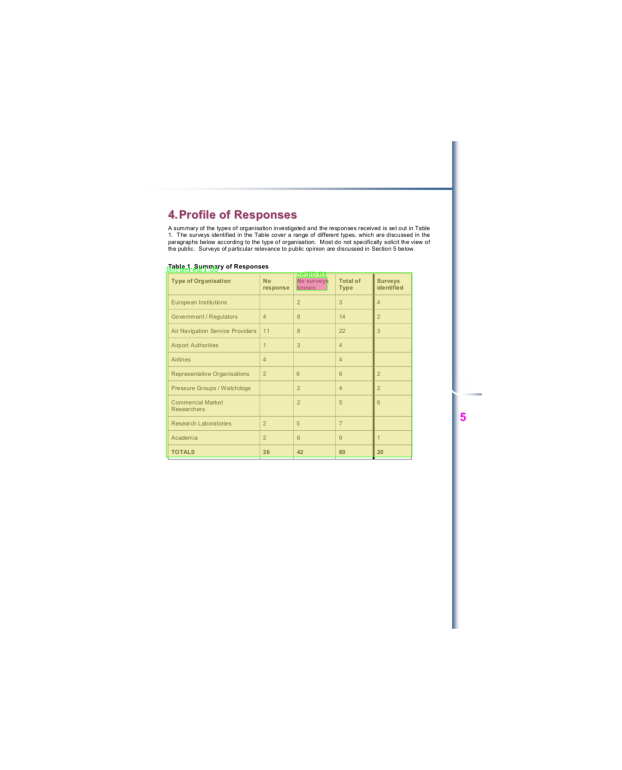 4. Profile of Responses
A summary of the types of organisation investigated and the responses received is set out in Table
1. The surveys identified in the Table cover a range of different types, which are discussed in the
paragraphs below according to the type of organisation. Most do not specifically solicit the view of
the public. Surveys of particular relevance to public opinion are discussed in Section 5 below.
Table 1 Summary of Responses
Type of Organisation No response No surveys known Total of Type Surveys identified
European Institutions 2 3 4
Government / Regulators 4 8 14 2
Air Navigation Service Providers 11 8 22 3
Airport Authorities 1 3 4
Airlines 4 4
Representative Organisations 2 6 8 2
Pressure Groups / Watchdogs 2 4 2
Commercial Market Researchers 2 5 6
Research Laboratories 2 5 7
Academia 2 6 9 1
TOTALS 26 42 80 20
5